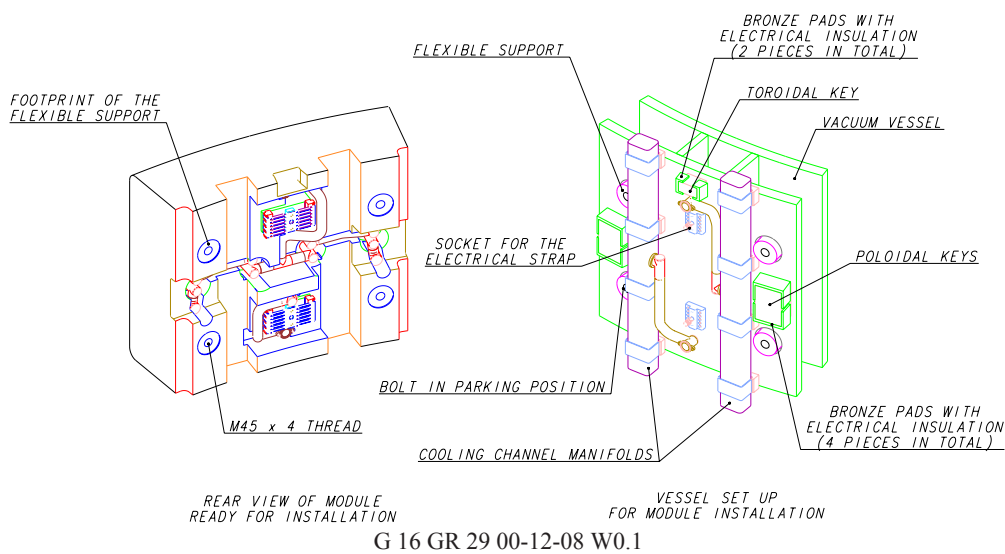 BRONZE PADS WITH
ELECTRICAL INSULATION
(2 PIECES IN TOTAL)
FLEXIBLE SUPPORT
TOROIDAL KEY
FOOTPRINT OF THE
FLEXIBLE SUPPORT
VACUUM VESSEL
SOCKET FOR THE
ELECTRICAL STRAP
POLOIDAL KEYS
BOLT IN PARKING POSITION
M45 x 4 THREAD
BRONZE PADS WITH
ELECTRICAL INSULATION
(4 PIECES IN TOTAL)
COOLING CHANNEL MANIFOLDS
REAR VIEW OF MODULE
READY FOR INSTALLATION
VESSEL SET UP
FOR MODULE INSTALLATION
G 16 GR 29 00-12-08 W0.1